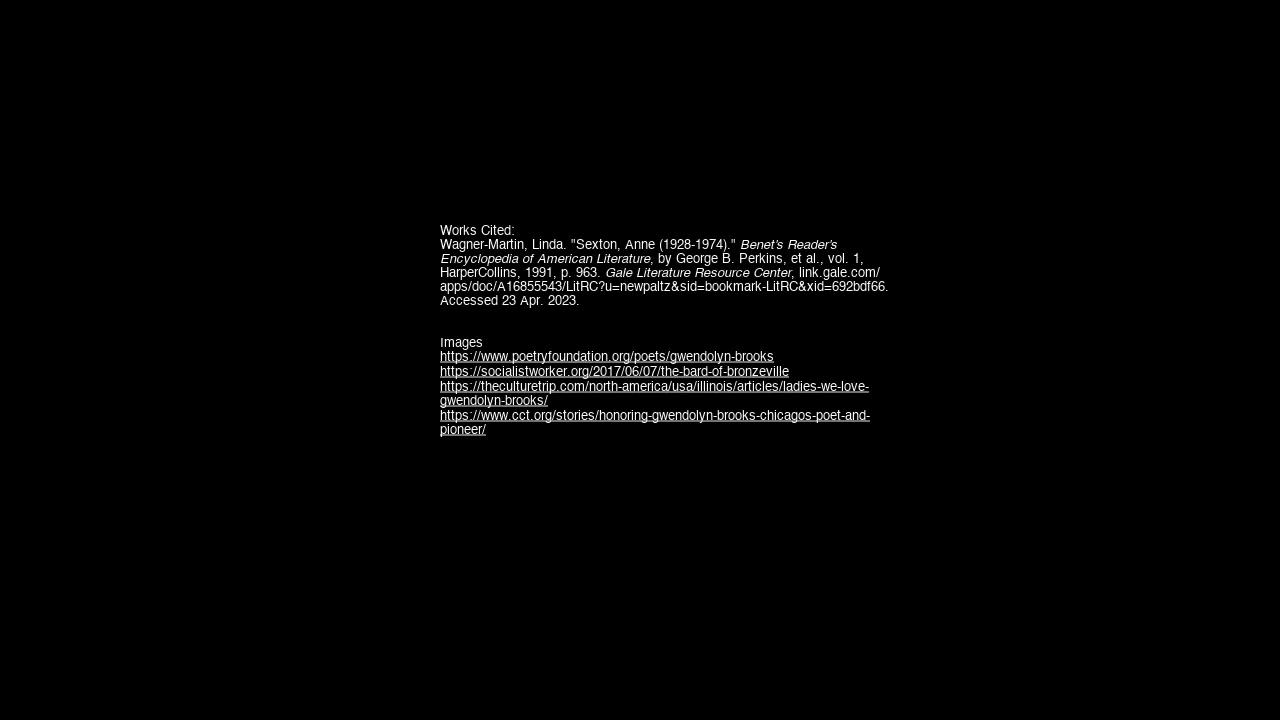 Works Cited:
Wagner-Martin, Linda. "Sexton, Anne (1928-1974)." Benet's Reader's
Encyclopedia of American Literature, by George B. Perkins, et al., vol. 1,
HarperCollins, 1991, p. 963. Gale Literature Resource Center, link.gale.com/
apps/doc/A16855543/LitRC?u=newpaltz&sid=bookmark-LitRC&xid=692bdf66.
Accessed 23 Apr. 2023.
Images
https://www.poetryfoundation.org/poets/gwendolyn-brooks
https://socialistworker.org/2017/06/07/the-bard-of-bronzeville
https://theculturetrip.com/north-america/usa/illinois/articles/ladies-we-love-
gwendolyn-brooks/
https://www.cct.org/stories/honoring-gwendolyn-brooks-chicagos-poet-and-
pioneer/